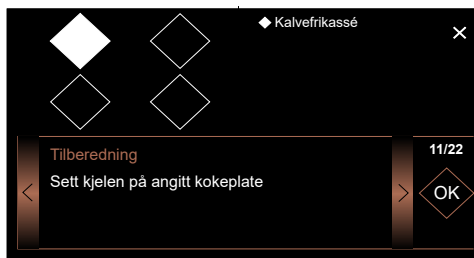 Kalvefrikassé
Tilberedning
11/22
Sett kjelen på angitt kokeplate
OK